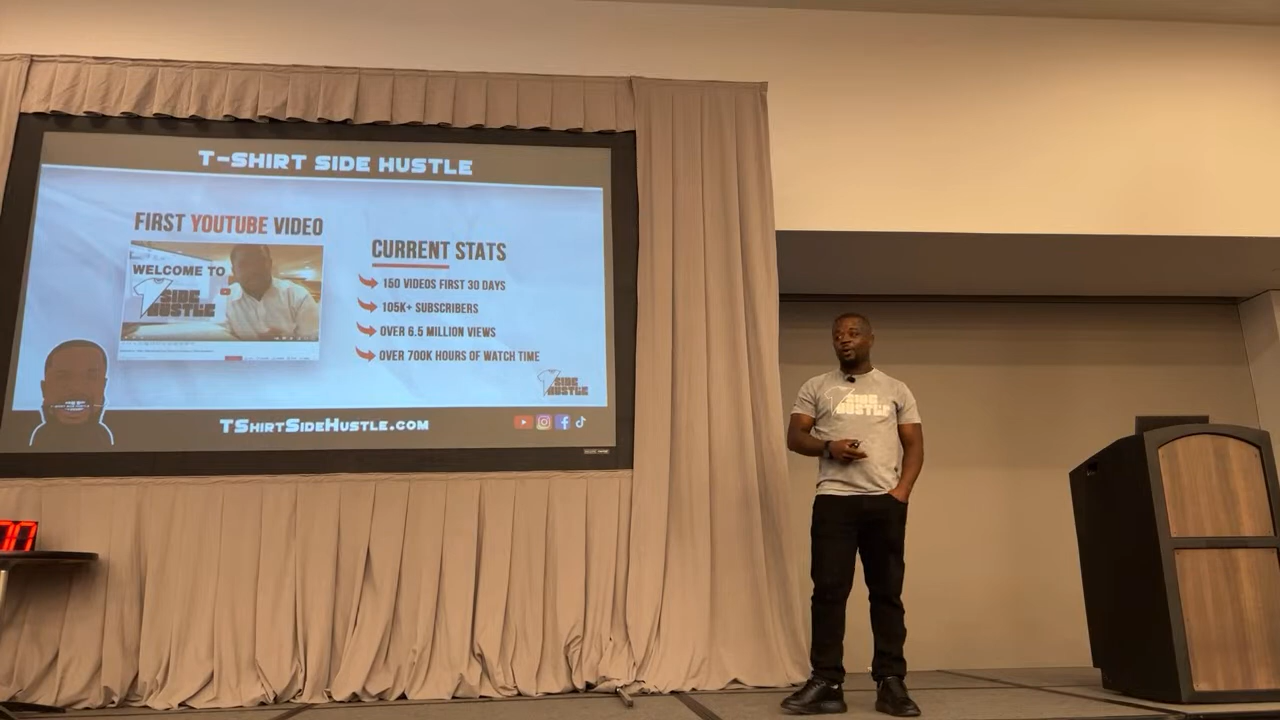 T-SHIRT SIDE HUSTLE
FIRST YOUTUBE VIDEO
WELCOME TO
SIDE
HUSTLE
CURRENT STATS
150 VIDEOS FIRST 30 DAYS
105K+ SUBSCRIBERS
OVER 6.5 MILLION VIEWS
OVER 700K HOURS OF WATCH TIME
SIDE
HUSTLE
TSHIRTSIDEHUSTLE.COM
SIDE
HUSTLE
00